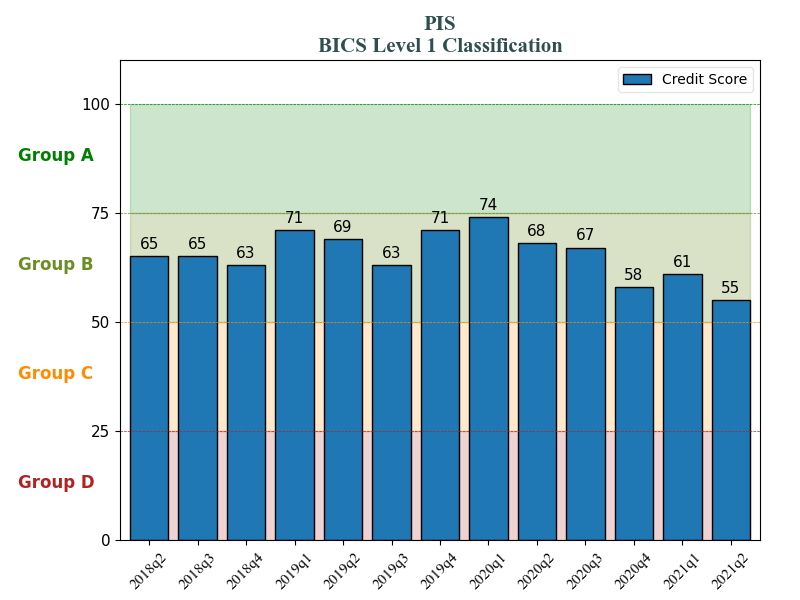 PIS
BICS Level 1 Classification
Credit Score
100
Group A
75
Group B
50
Group C
25
Group D
0
65
65
63
71
69
63
71
74
68
67
58
61
55
2018q2
2018q3
2018q4
2019q1
2019q2
2019q3
2019q4
2020q1
2020q2
2020q3
2020q4
2021q1
2021q2